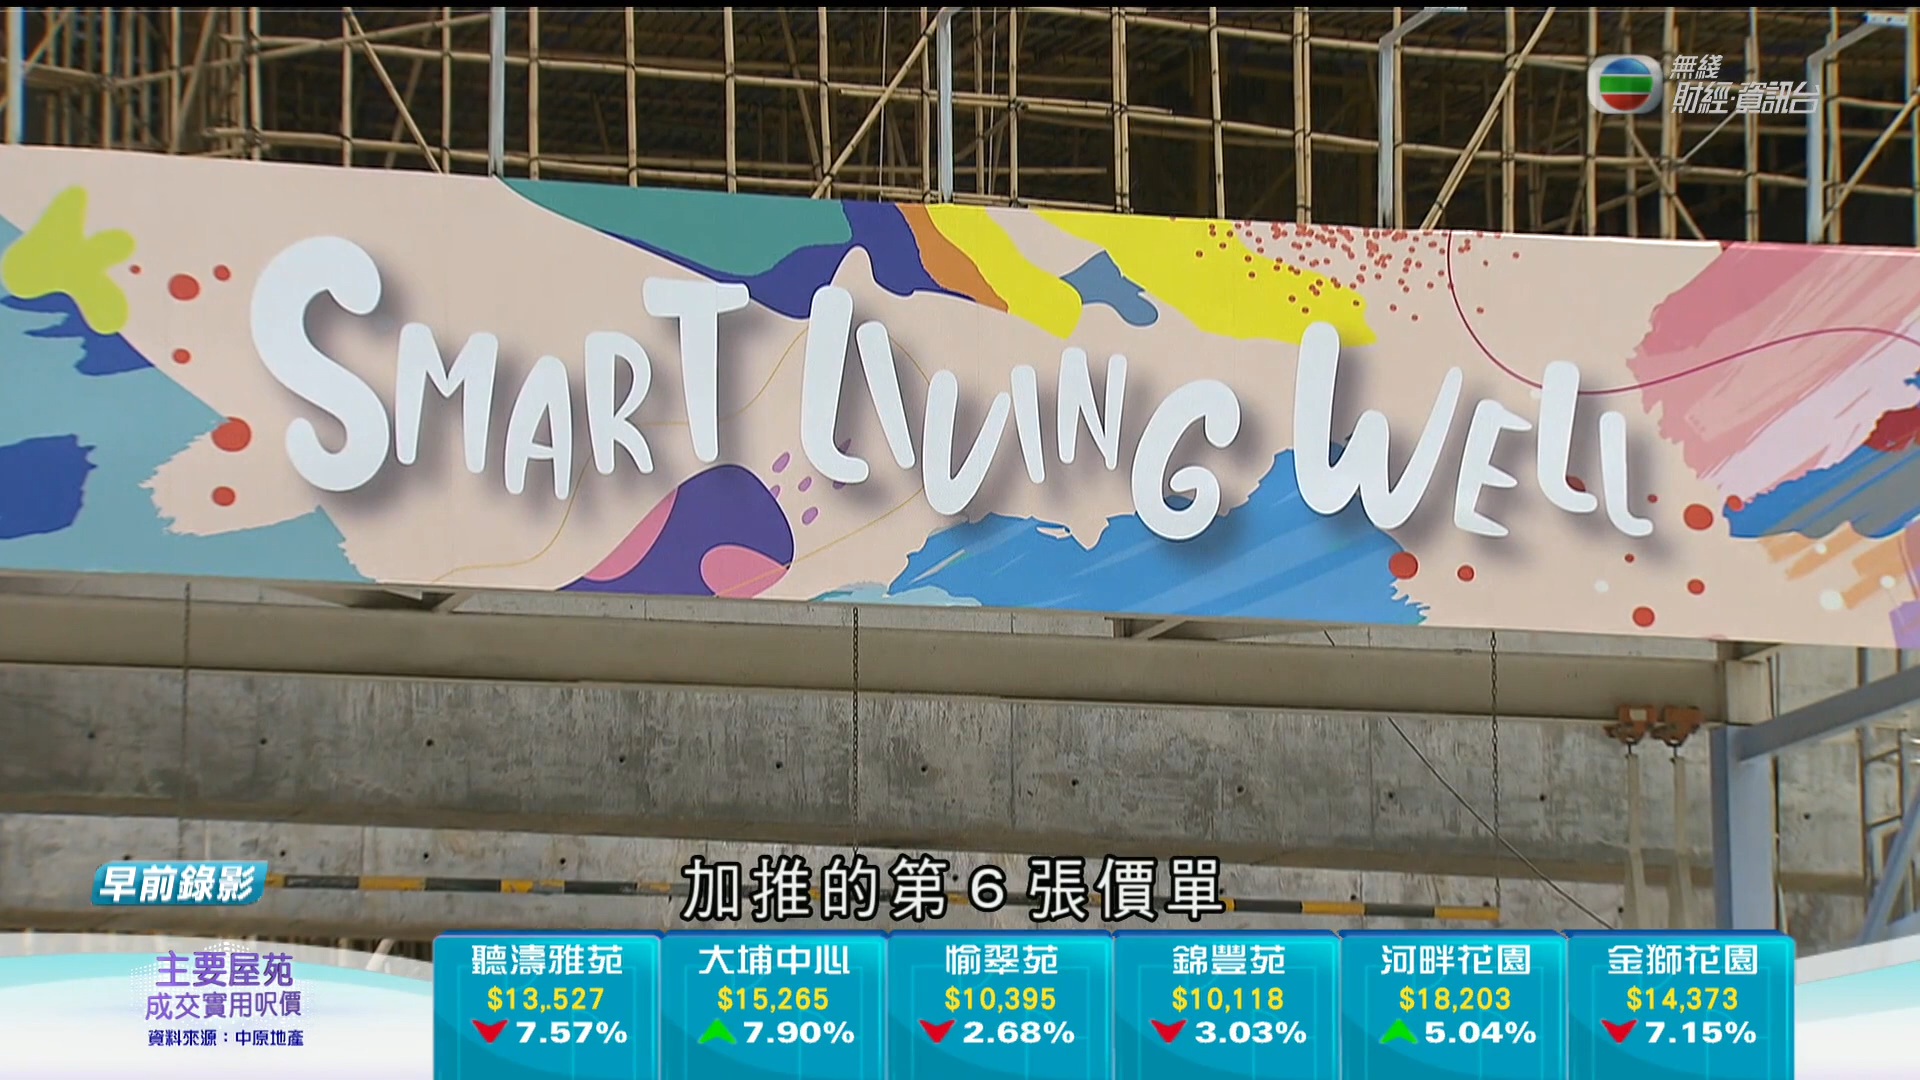 無綫
財經·資訊台
SMART LIVING WELL
早前錄影
加推的第6張價單
主要屋苑
成交實用呎價
資料來源：中原地產
聽濤雅苑
$13,527
7.57%
大埔中心
$15,265
7.90%
愉翠苑
$10,395
2.68%
錦豐苑
$10,118
3.03%
河畔花園
$18,203
5.04%
金獅花園
$14,373
7.15%